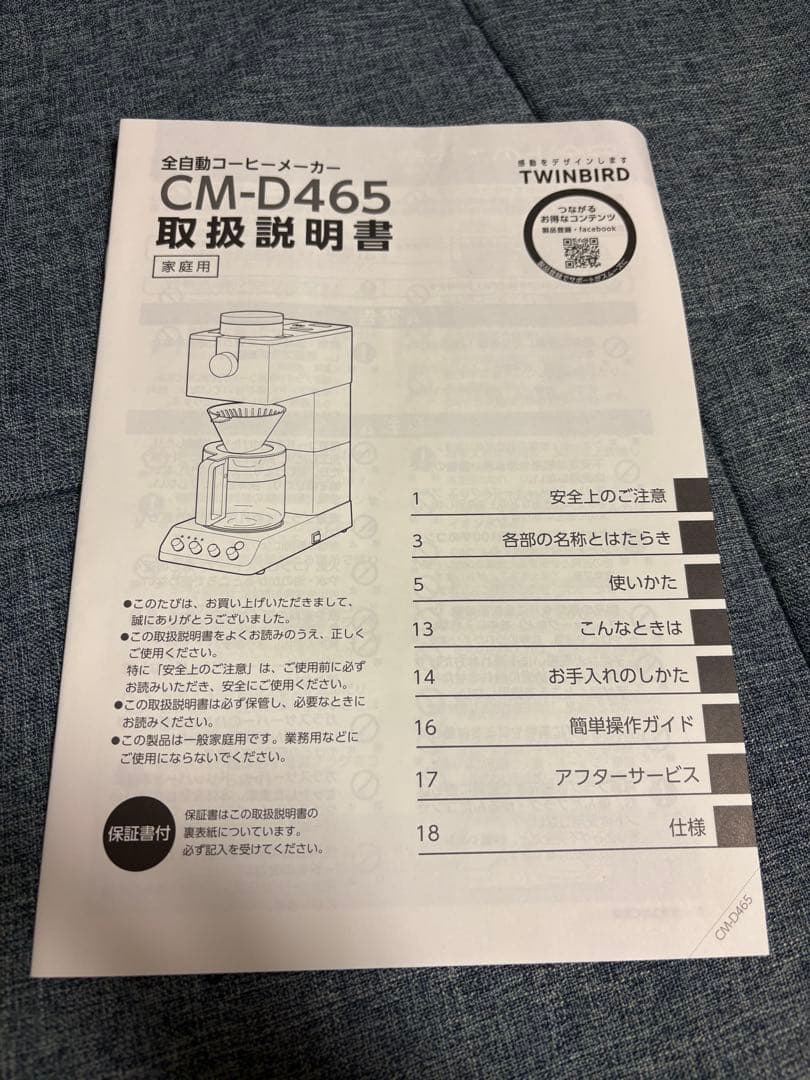 全自動コーヒーメーカー
CM-D465
取扱説明書
家庭用
感動をデザインします
TWINBIRD
つながる
お得なコンテンツ
製品登録・facebook
製品登録でサポートがスムーズに
1 安全上のご注意
3 各部の名称とはたらき
5 使いかた
13 こんなときは
14 お手入れのしかた
16 簡単操作ガイド
17 アフターサービス
18 仕様
●このたびは、お買い上げいただきまして、
誠にありがとうございました。
●この取扱説明書をよくお読みのうえ、正しく
ご使用ください。
特に「安全上のご注意」は、ご使用前に必ず
お読みいただき、安全にご使用ください。
●この取扱説明書は必ず保管し、必要なときに
お読みください。
●この製品は一般家庭用です。業務用などに
ご使用にならないでください。
保証書付
保証書はこの取扱説明書の
裏表紙についています。
必ず記入を受けてください。
CM-D465